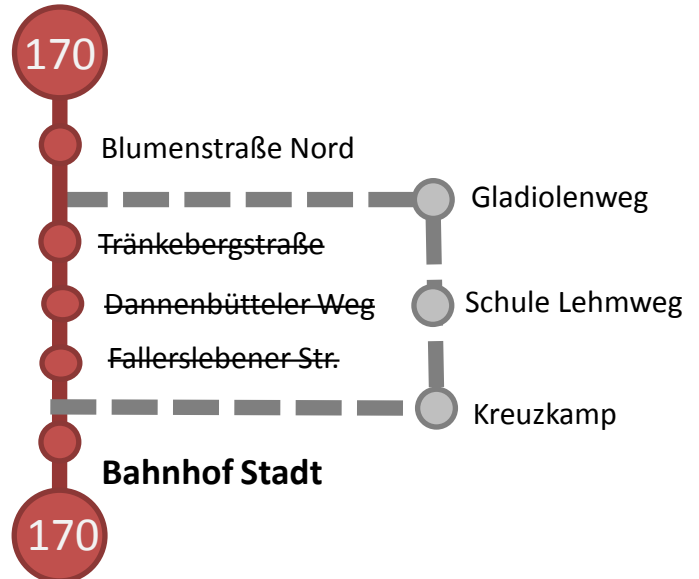 170
Blumenstraße Nord
Gladiolenweg
Tränkebergstraße
Dannenbütteler Weg
Schule Lehmweg
Fallerslebener Str.
Kreuzkamp
Bahnhof Stadt
170